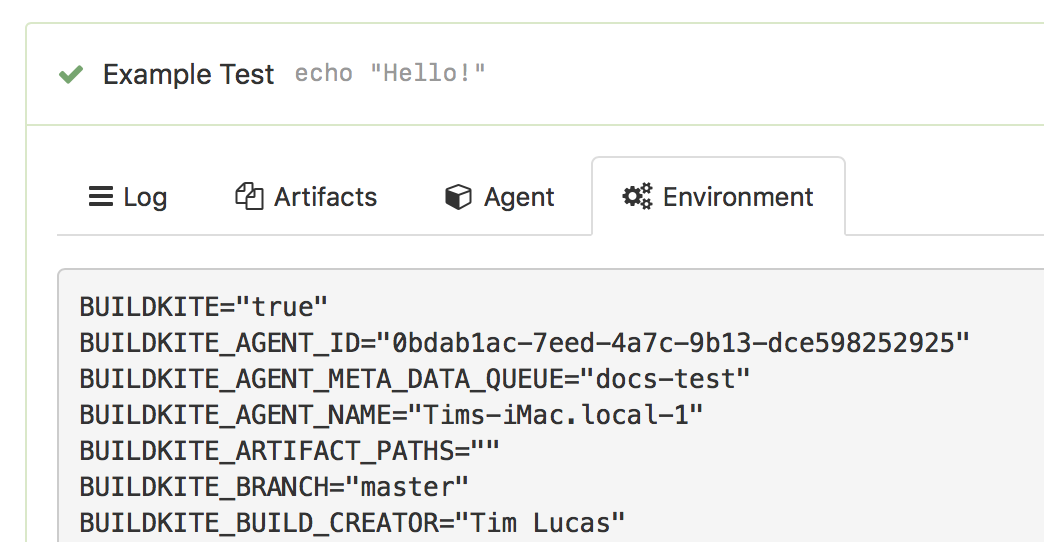 Example Test echo "Hello!"
Log Artifacts Agent Environment
BUILDKITE="true"
BUILDKITE_AGENT_ID="0bdab1ac-7eed-4a7c-9b13-dce598252925"
BUILDKITE_AGENT_META_DATA_QUEUE="docs-test"
BUILDKITE_AGENT_NAME="Tims-iMac.local-1"
BUILDKITE_ARTIFACT_PATHS=""
BUILDKITE_BRANCH="master"
BUILDKITE_BUILD_CREATOR="Tim Lucas"